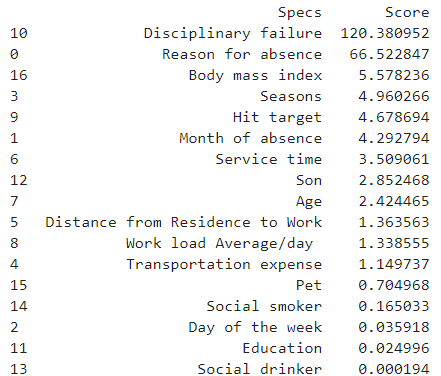 Specs Score
10 Disciplinary failure 120.380952
0 Reason for absence 66.522847
16 Body mass index 5.578236
3 Seasons 4.960266
9 Hit target 4.678694
1 Month of absence 4.292794
6 Service time 3.509061
12 Son 2.852468
7 Age 2.424465
5 Distance from Residence to Work 1.363563
8 Work load Average/day 1.338555
4 Transportation expense 1.149737
15 Pet 0.704968
14 Social smoker 0.165033
2 Day of the week 0.035918
11 Education 0.024996
13 Social drinker 0.000194